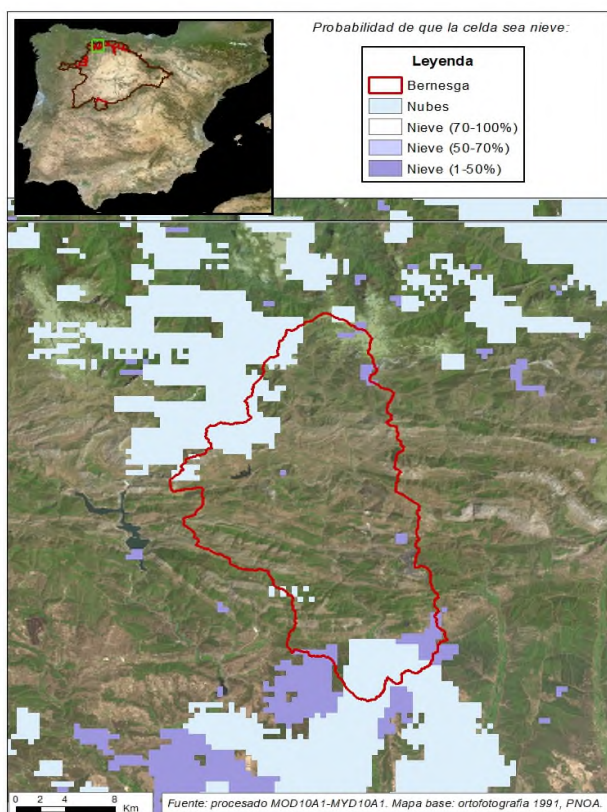 Probabilidad de que la celda sea nieve:
Leyenda
Bernesga
Nubes
Nieve (70-100%)
Nieve (50-70%)
Nieve (1-50%)
0 2 4 8
Km
Fuente: procesado MOD10A1-MYD10A1. Mapa base: ortofotografía 1991, PNOA